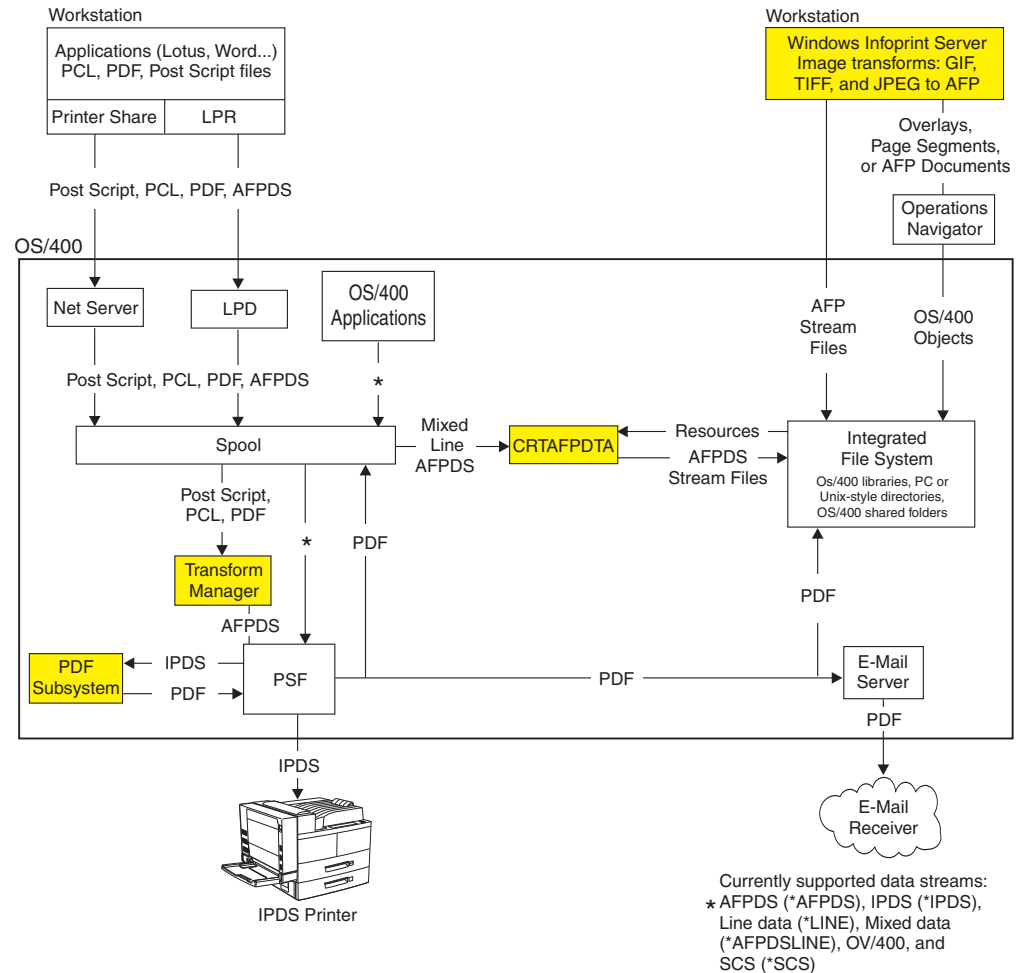 Workstation
Applications (Lotus, Word...)
PCL, PDF, Post Script files
Printer Share
LPR
Workstation
Windows Infoprint Server
Image transforms: GIF,
TIFF, and JPEG to AFP
Post Script, PCL, PDF, AFPDS
Overlays,
Page Segments,
or AFP Documents
Operations
Navigator
OS/400
Net Server
LPD
OS/400
Applications
AFP
Stream
Files
OS/400
Objects
Post Script, PCL, PDF, AFPDS
*
Spool
Mixed
Line
AFPDS
CRTAFPDTA
Resources
AFPDS
Stream Files
Integrated
File System
Os/400 libraries, PC or
Unix-style directories,
OS/400 shared folders
Post Script,
PCL, PDF
*
PDF
Transform
Manager
PDF
AFPDS
PDF
Subsystem
IPDS
PDF
PSF
PDF
E-Mail
Server
PDF
IPDS
E-Mail
Receiver
IPDS Printer
Currently supported data streams:
* AFPDS (*AFPDS), IPDS (*IPDS),
Line data (*LINE), Mixed data
(*AFPDSLINE), OV/400, and
SCS (*SCS)